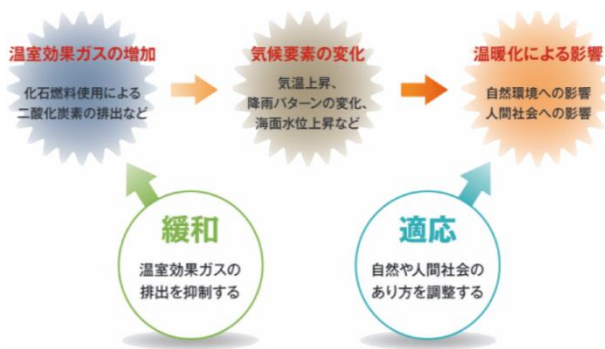 温室効果ガスの増加
化石燃料使用による
二酸化炭素の排出など
気候要素の変化
気温上昇、
降雨パターンの変化、
海面水位上昇など
温暖化による影響
自然環境への影響
人間社会への影響
緩和
温室効果ガスの
排出を抑制する
適応
自然や人間社会の
あり方を調整する